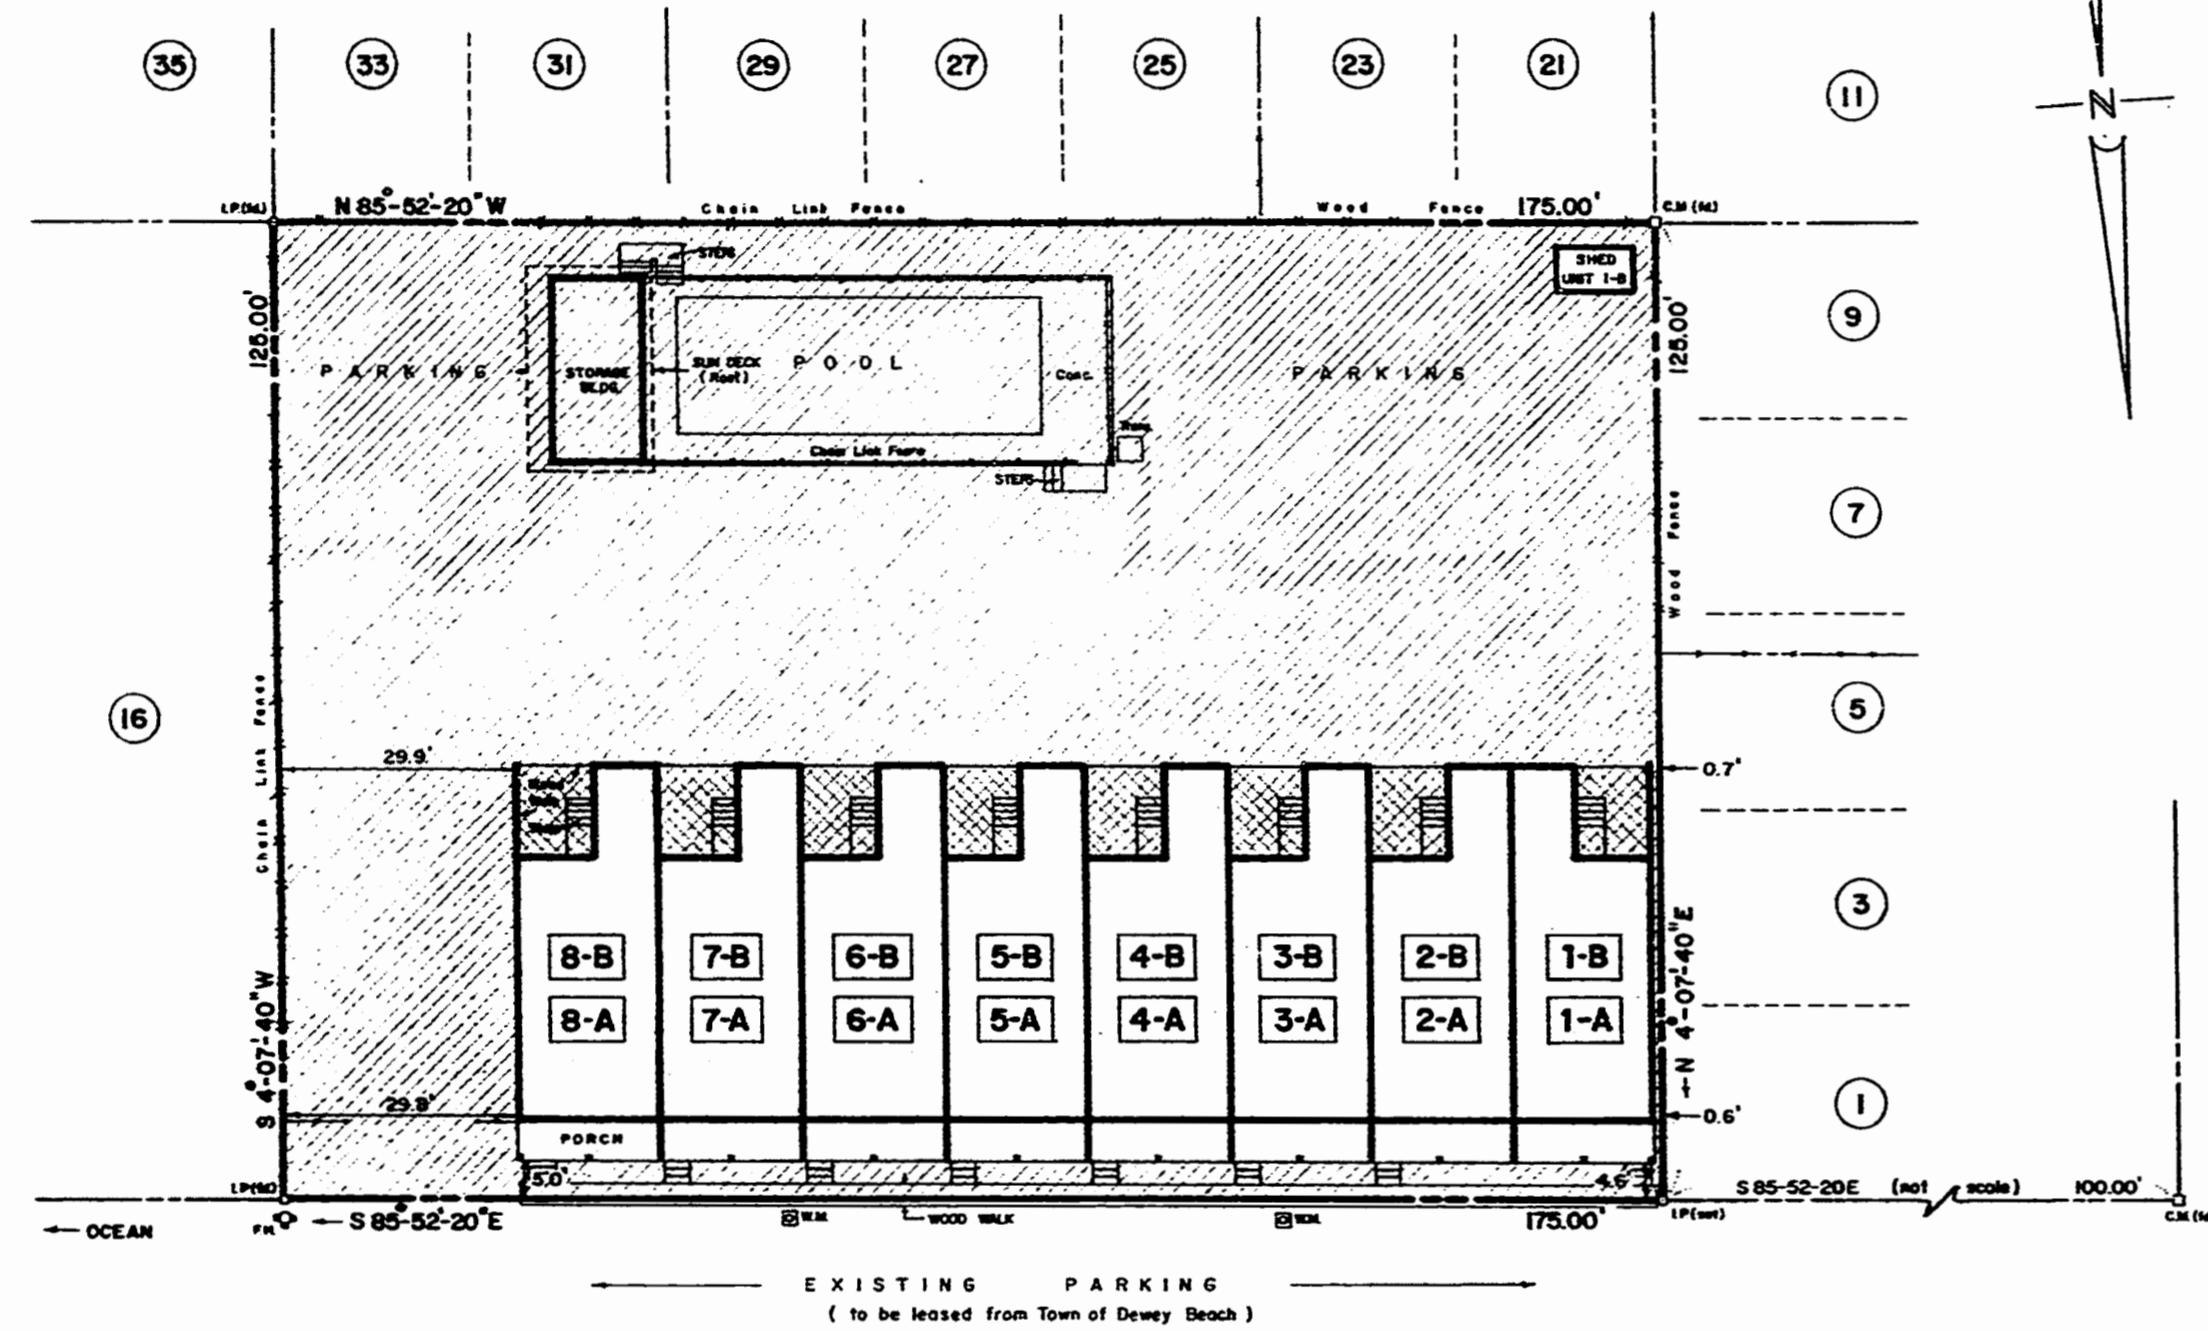 35 33 31 29 27 25 23 21 11
N
I.P.(fd.) N 85°-52'-20" W Chain Link Fence Wood Fence 175.00' C.M (fd.)
STEPS
SHED
UNIT 1-B
125.00' 125.00'
9
PARKING STORAGE
BLDG.
SUN DECK
(Roof)
POOL Conc. PARKING
Trans.
Chain Link Fence
STEPS
7
Wood Fence
5
16
Chain Link Fence
29.9' 0.7'
3
8-B 7-B 6-B 5-B 4-B 3-B 2-B 1-B
8-A 7-A 6-A 5-A 4-A 3-A 2-A 1-A
S 4°-07'-40" W
N 4°-07'-40" E
29.8' 0.6'
1
PORCH
5.0' 4.6'
I.P.(fd.) S 85-52-20E (not scale) 100.00'
F.H. S 85°-52'-20" E W.M. WOOD WALK W.M. 175.00' I.P.(set) C.M. (fd
OCEAN
EXISTING PARKING
( to be leased from Town of Dewey Beach )